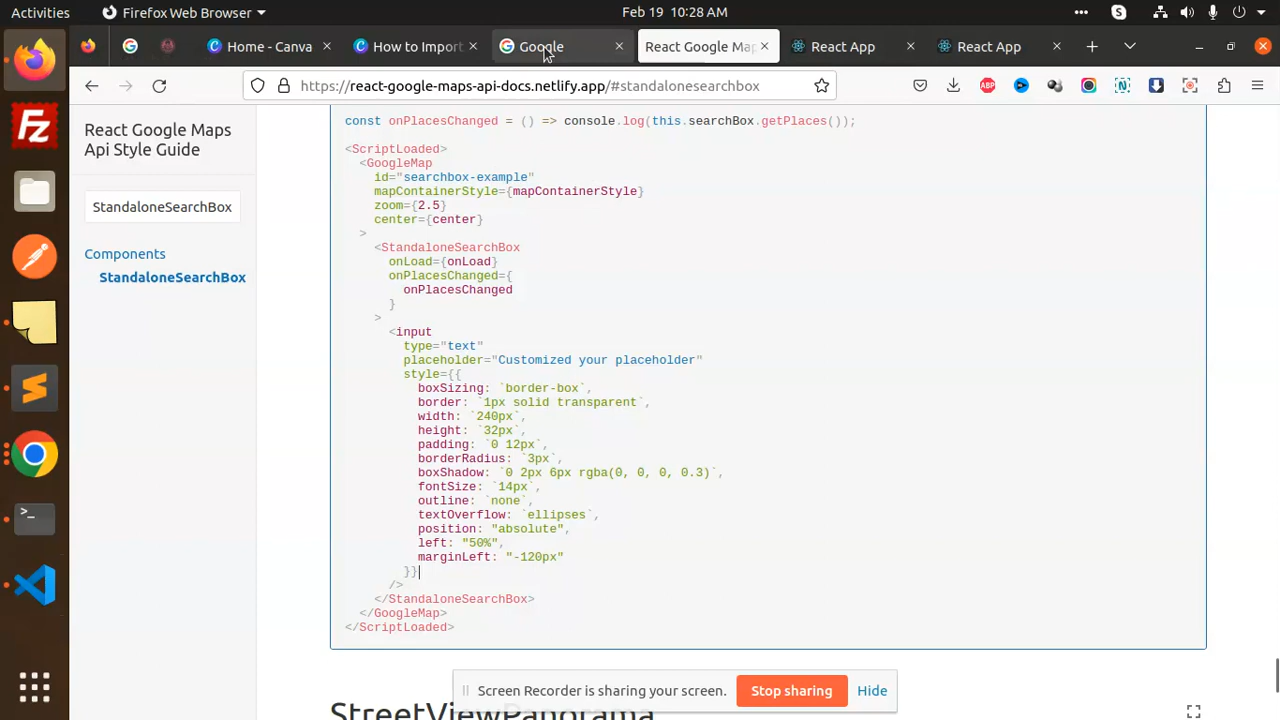 Activities
Firefox Web Browser
Feb 19 10:28 AM
Home - Canva
How to Import
Google
React Google Ma
React App
React App
https://react-google-maps-api-docs.netlify.app/#standalonesearchbox
React Google Maps
Api Style Guide
StandaloneSearchBox
Components
StandaloneSearchBox
const onPlacesChanged = () => console.log(this.searchBox.getPlaces());
<ScriptLoaded>
<GoogleMap
id="searchbox-example"
mapContainerStyle={mapContainerStyle}
zoom={2.5}
center={center}
>
<StandaloneSearchBox
onLoad={onLoad}
onPlacesChanged={
onPlacesChanged
}
>
<input
type="text"
placeholder="Customized your placeholder"
style={{
boxSizing: `border-box`,
border: `1px solid transparent`,
width: `240px`,
height: `32px`,
padding: `0 12px`,
borderRadius: `3px`,
boxShadow: `0 2px 6px rgba(0, 0, 0, 0.3)`,
fontSize: `14px`,
outline: `none`,
textOverflow: `ellipses`,
position: "absolute",
left: "50%",
marginLeft: "-120px"
}}
/>
</StandaloneSearchBox>
</GoogleMap>
</ScriptLoaded>
Screen Recorder is sharing your screen.
Stop sharing
Hide
StreetViewPanorama